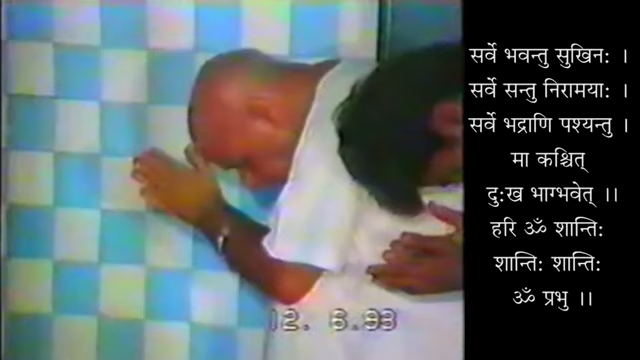 सर्वे भवन्तु सुखिनः ।
सर्वे सन्तु निरामयाः ।
सर्वे भद्राणि पश्यन्तु ।
मा कश्चित्
दुःख भाग्भवेत् ।।
हरि ॐ शान्तिः
शान्तिः शान्तिः
ॐ प्रभु ।।
12. 6.93